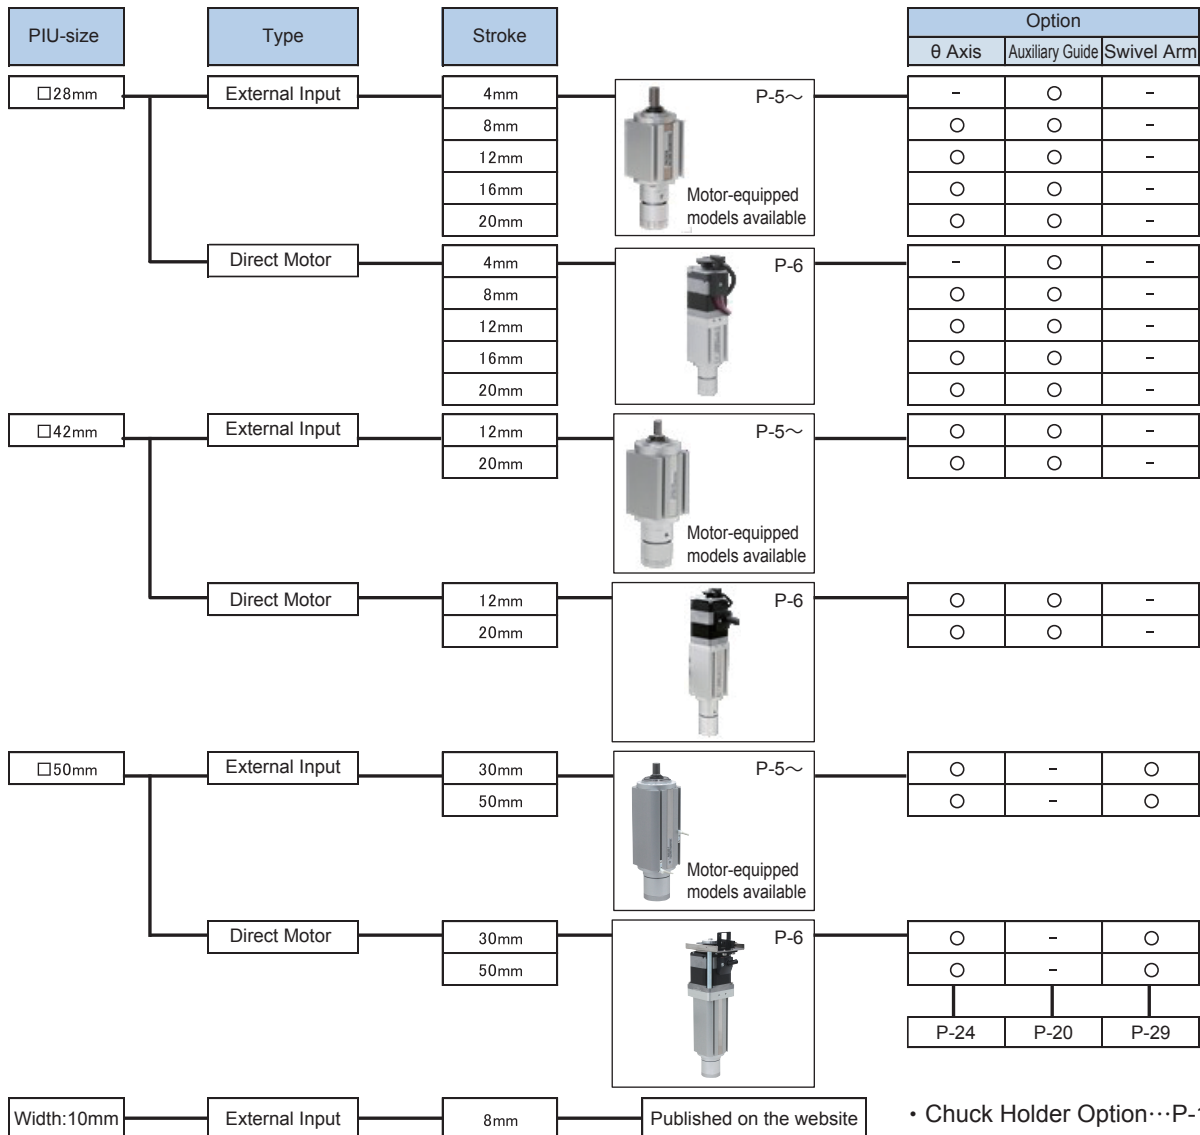 PIU-size Type Stroke Option
θ Axis Auxiliary Guide Swivel Arm
□28mm External Input 4mm P-5～ - ○ -
8mm ○ ○ -
12mm ○ ○ -
16mm Motor-equipped ○ ○ -
20mm models available ○ ○ -
Direct Motor 4mm P-6 - ○ -
8mm ○ ○ -
12mm ○ ○ -
16mm ○ ○ -
20mm ○ ○ -
□42mm External Input 12mm P-5～ ○ ○ -
20mm ○ ○ -
Motor-equipped
models available
Direct Motor 12mm P-6 ○ ○ -
20mm ○ ○ -
□50mm External Input 30mm P-5～ ○ - ○
50mm ○ - ○
Motor-equipped
models available
Direct Motor 30mm P-6 ○ - ○
50mm ○ - ○
P-24 P-20 P-29
Width:10mm External Input 8mm Published on the website
・Chuck Holder Option…